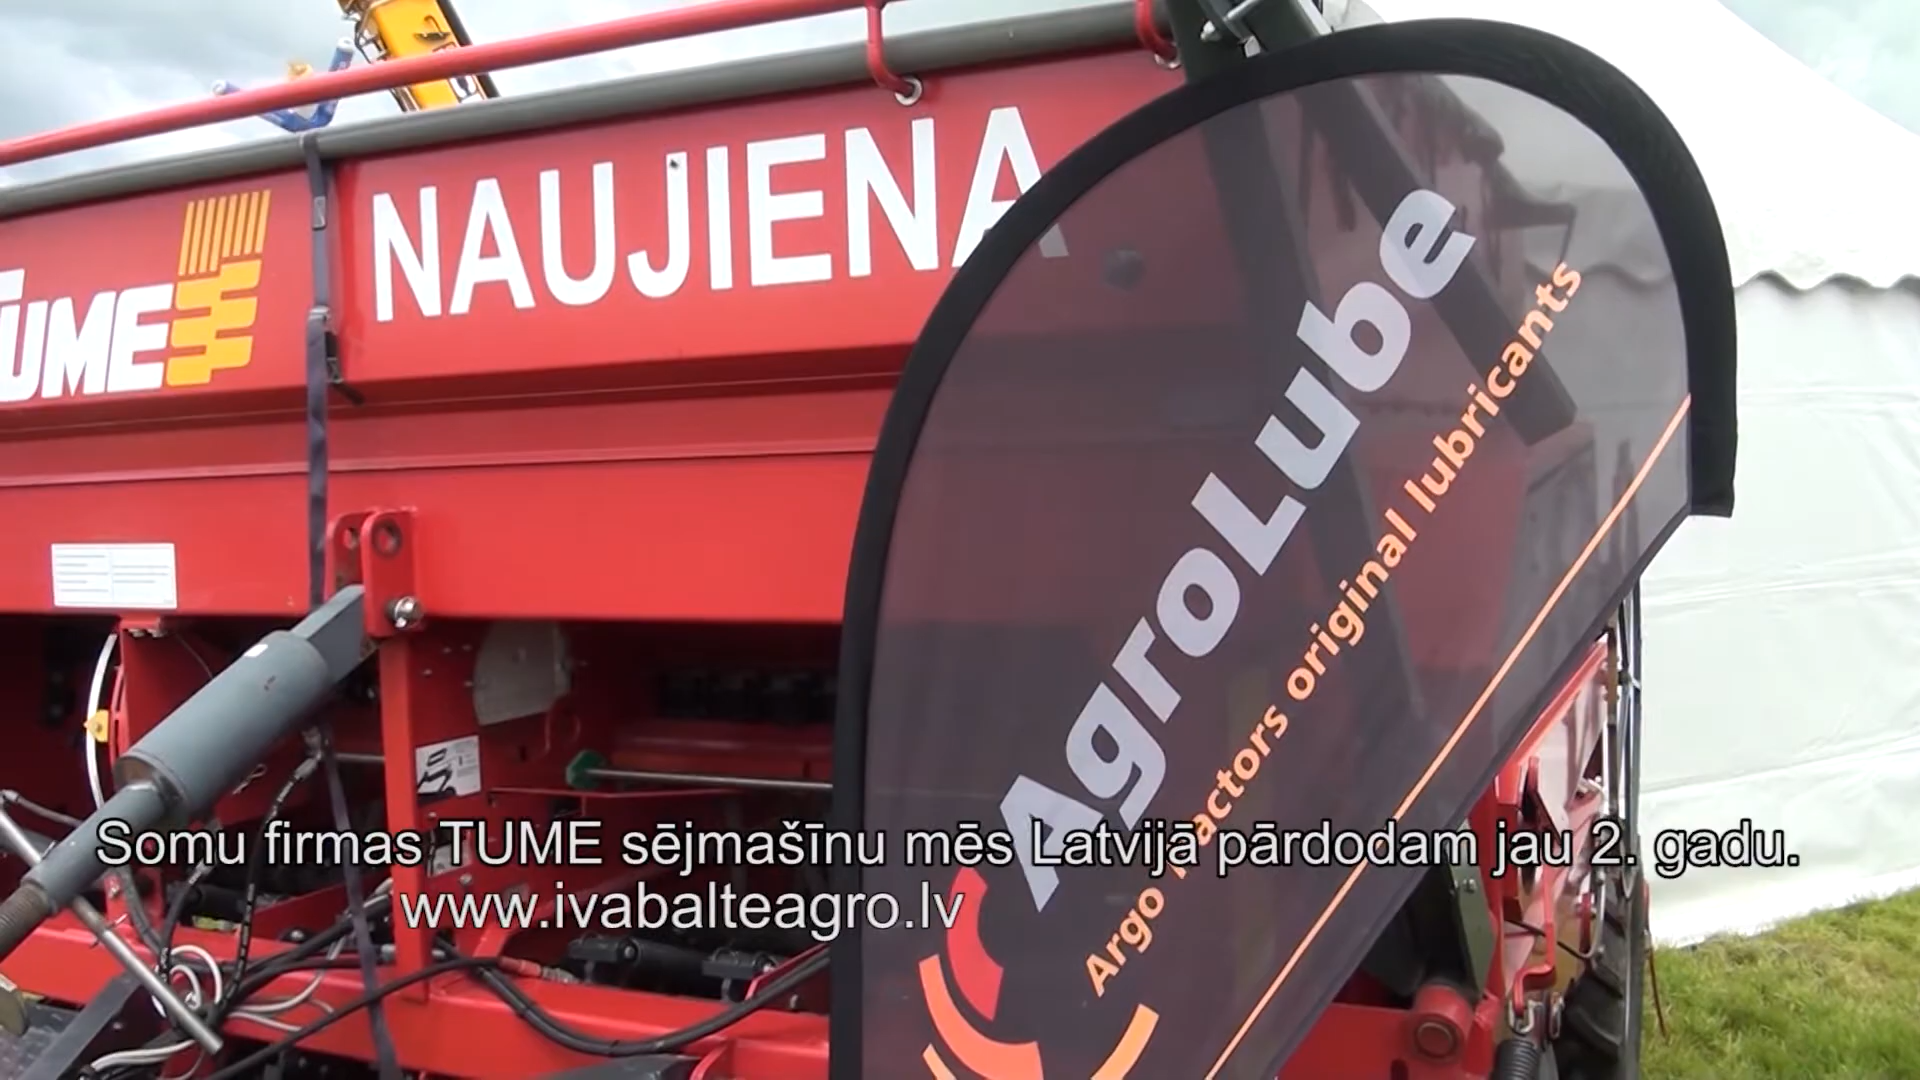 TUME
NAUJIENA
AgroLube
Argo Tractors original lubricants
Somu firmas TUME sējmašīnu mēs Latvijā pārdodam jau 2. gadu.
www.ivabalteagro.lv